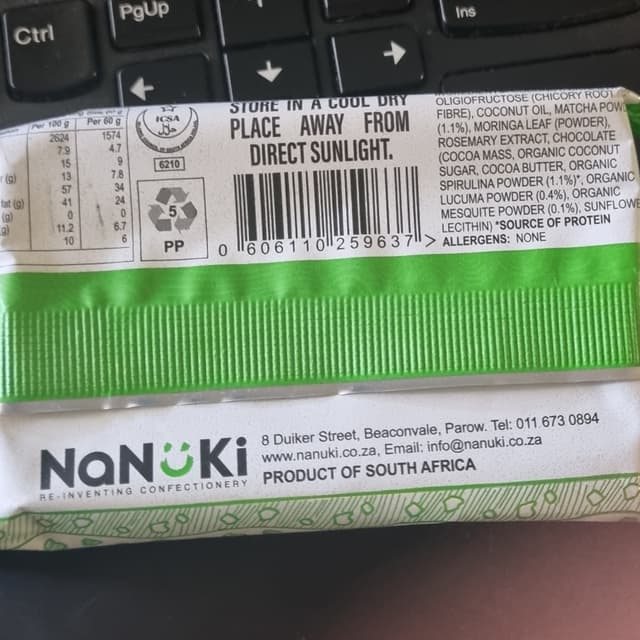 PgUp
Ctrl
Ins
Per 100 g Per 60 g
2624 1574
7.9 4.7
15 9
(g) 13 7.8
57 34
fat (g) 41 24
(g) 0 0
11.2 6.7
10 6
ICSA
6210
5
PP
STORE IN A COOL DRY
PLACE AWAY FROM
DIRECT SUNLIGHT.
0 606110 259637 >
OLIGIOFRUCTOSE (CHICORY ROOT
FIBRE), COCONUT OIL, MATCHA POW
(1.1%), MORINGA LEAF (POWDER),
ROSEMARY EXTRACT, CHOCOLATE
(COCOA MASS, ORGANIC COCONUT
SUGAR, COCOA BUTTER, ORGANIC
SPIRULINA POWDER (1.1%)*, ORGANIC
LUCUMA POWDER (0.4%), ORGANIC
MESQUITE POWDER (0.1%), SUNFLOWE
LECITHIN) *SOURCE OF PROTEIN
ALLERGENS: NONE
NaNüKi
RE-INVENTING CONFECTIONERY
8 Duiker Street, Beaconvale, Parow. Tel: 011 673 0894
www.nanuki.co.za, Email: info@nanuki.co.za
PRODUCT OF SOUTH AFRICA